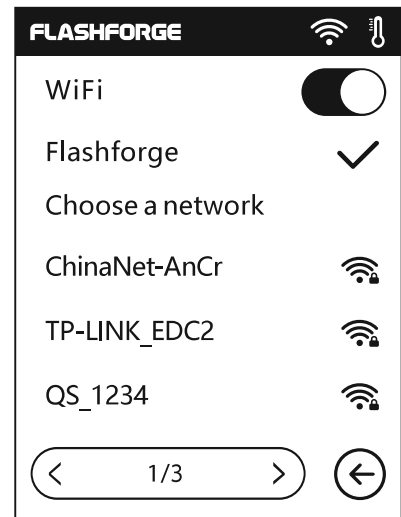 FLASHFORGE
WiFi
Flashforge
Choose a network
ChinaNet-AnCr
TP-LINK_EDC2
QS_1234
1/3